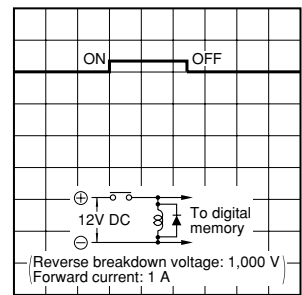 ON OFF
⊕
12V DC
To digital
memory
⊖
(Reverse breakdown voltage: 1,000 V
Forward current: 1 A)